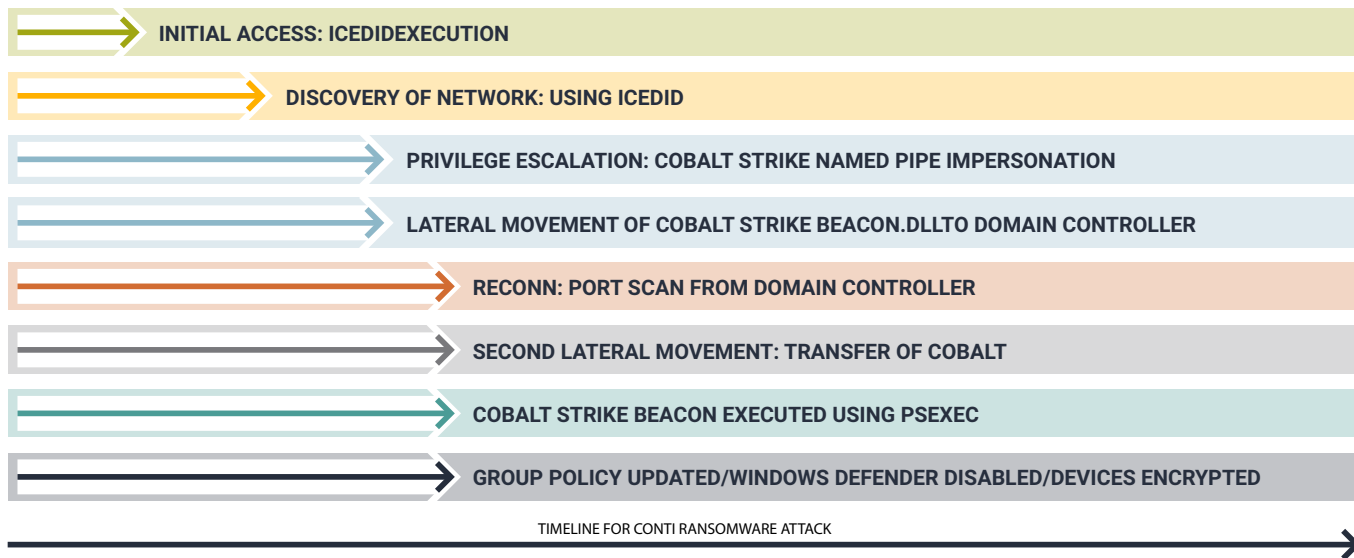 INITIAL ACCESS: ICEDIDEXECUTION
DISCOVERY OF NETWORK: USING ICEDID
PRIVILEGE ESCALATION: COBALT STRIKE NAMED PIPE IMPERSONATION
LATERAL MOVEMENT OF COBALT STRIKE BEACON.DLLTO DOMAIN CONTROLLER
RECONN: PORT SCAN FROM DOMAIN CONTROLLER
SECOND LATERAL MOVEMENT: TRANSFER OF COBALT
COBALT STRIKE BEACON EXECUTED USING PSEXEC
GROUP POLICY UPDATED/WINDOWS DEFENDER DISABLED/DEVICES ENCRYPTED
TIMELINE FOR CONTI RANSOMWARE ATTACK